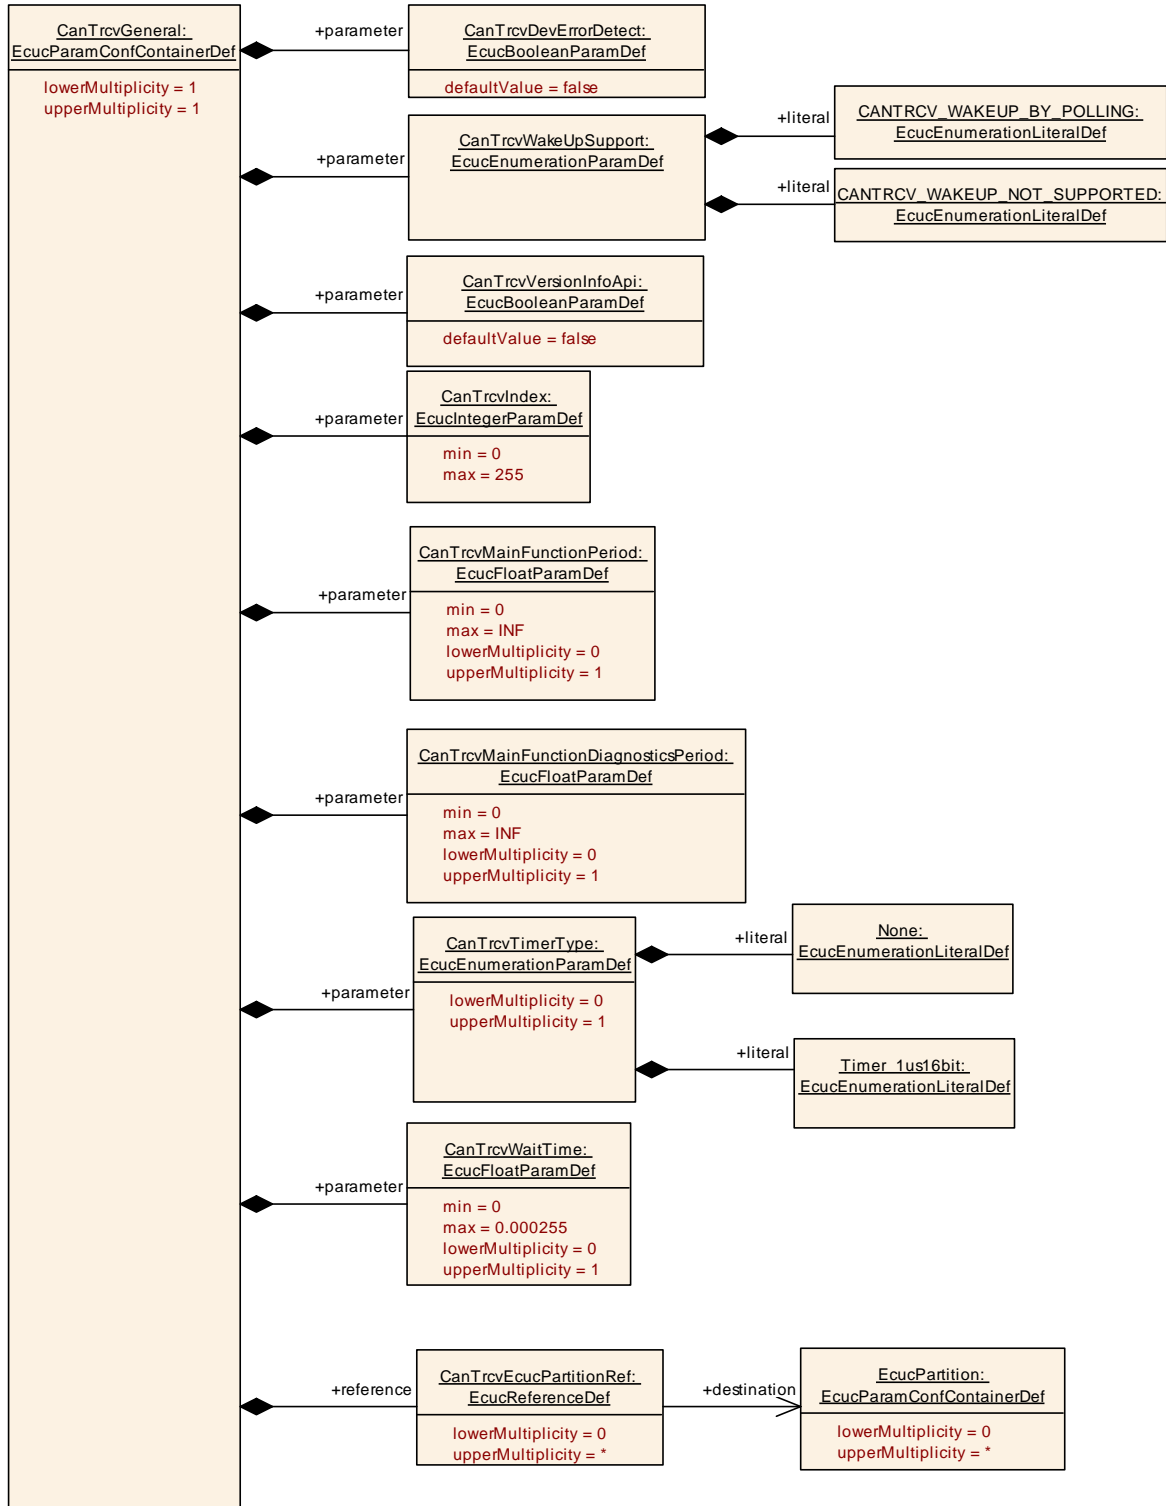 CanTrcvGeneral:
EcucParamConfContainerDef
lowerMultiplicity = 1
upperMultiplicity = 1
+parameter
CanTrcvDevErrorDetect:
EcucBooleanParamDef
defaultValue = false
+parameter
CanTrcvWakeUpSupport:
EcucEnumerationParamDef
+literal
CANTRCV_WAKEUP_BY_POLLING:
EcucEnumerationLiteralDef
+literal
CANTRCV_WAKEUP_NOT_SUPPORTED:
EcucEnumerationLiteralDef
+parameter
CanTrcvVersionInfoApi:
EcucBooleanParamDef
defaultValue = false
+parameter
CanTrcvIndex:
EcucIntegerParamDef
min = 0
max = 255
+parameter
CanTrcvMainFunctionPeriod:
EcucFloatParamDef
min = 0
max = INF
lowerMultiplicity = 0
upperMultiplicity = 1
+parameter
CanTrcvMainFunctionDiagnosticsPeriod:
EcucFloatParamDef
min = 0
max = INF
lowerMultiplicity = 0
upperMultiplicity = 1
+parameter
CanTrcvTimerType:
EcucEnumerationParamDef
lowerMultiplicity = 0
upperMultiplicity = 1
+literal
None:
EcucEnumerationLiteralDef
+literal
Timer_1us16bit:
EcucEnumerationLiteralDef
+parameter
CanTrcvWaitTime:
EcucFloatParamDef
min = 0
max = 0.000255
lowerMultiplicity = 0
upperMultiplicity = 1
+reference
CanTrcvEcucPartitionRef:
EcucReferenceDef
lowerMultiplicity = 0
upperMultiplicity = *
+destination
EcucPartition:
EcucParamConfContainerDef
lowerMultiplicity = 0
upperMultiplicity = *